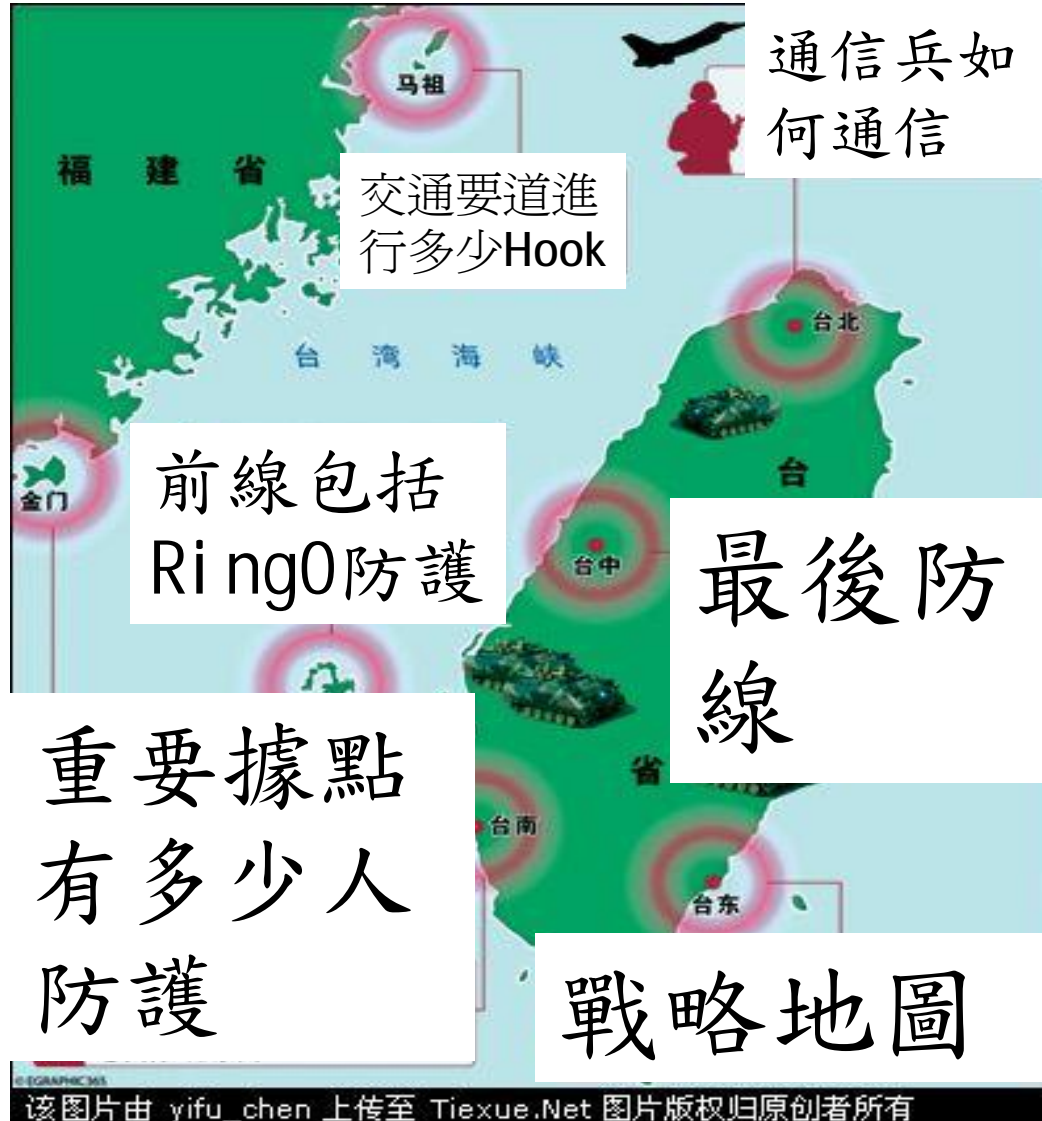 通信兵如
何通信
马祖
福建省
交通要道進
行多少Hook
台北
台湾海峡
前線包括
Ring0防護
金门
台
台中
最後防
線
重要據點
有多少人
防護
省
台南
台东
戰略地圖
©EGRAPHIC365
该图片由 yifu_chen 上传至 Tiexue.Net 图片版权归原创者所有